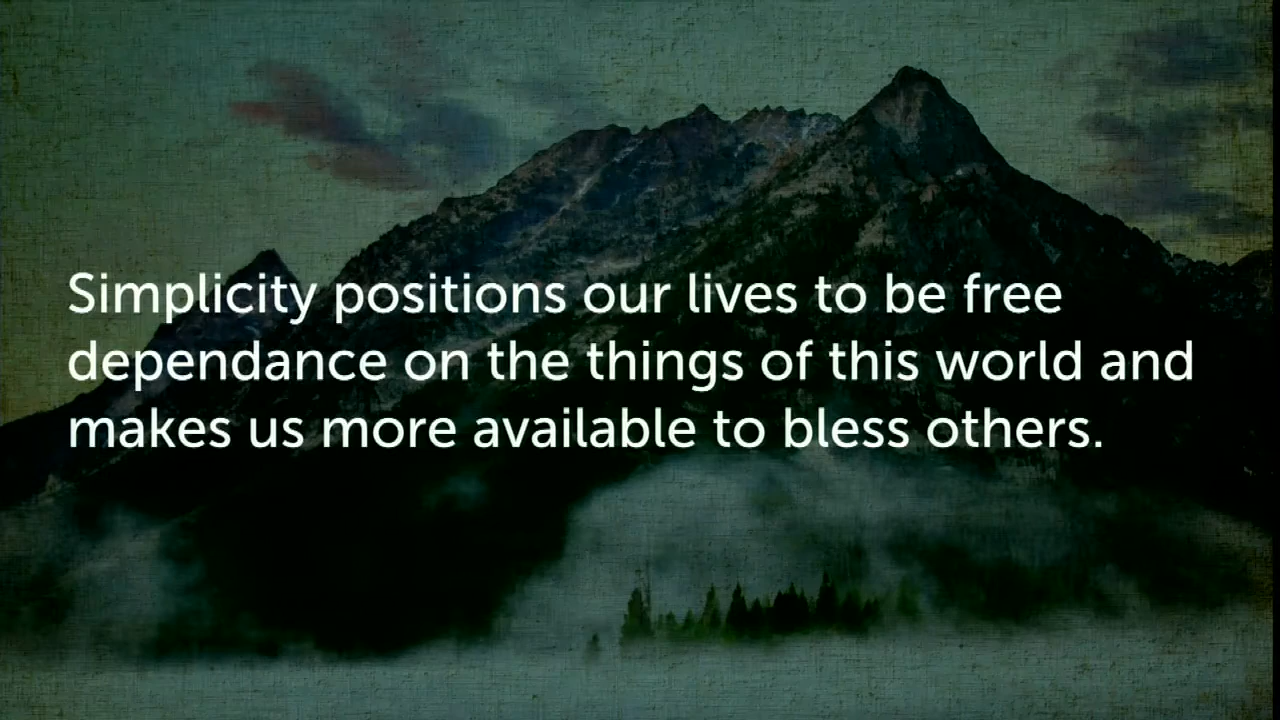 Simplicity positions our lives to be free
dependance on the things of this world and
makes us more available to bless others.